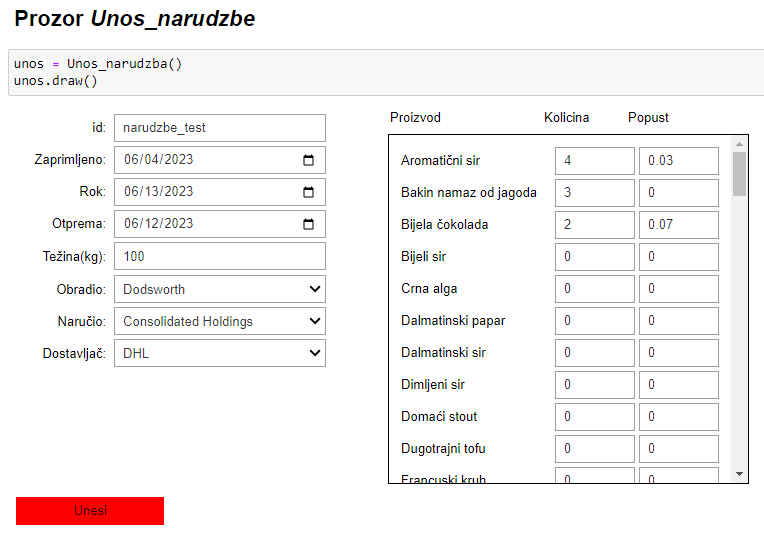 Prozor Unos_narudzbe
unos = Unos_narudzba()
unos.draw()
id: narudzbe_test
Zaprimljeno: 06/04/2023
Rok: 06/13/2023
Otprema: 06/12/2023
Težina(kg): 100
Obradio: Dodsworth
Naručio: Consolidated Holdings
Dostavljač: DHL
Proizvod Kolicina Popust
Aromatični sir 4 0.03
Bakin namaz od jagoda 3 0
Bijela čokolada 2 0.07
Bijeli sir 0 0
Crna alga 0 0
Dalmatinski papar 0 0
Dalmatinski sir 0 0
Dimljeni sir 0 0
Domaći stout 0 0
Dugotrajni tofu 0 0
Francuski kruh 0 0
Unesi